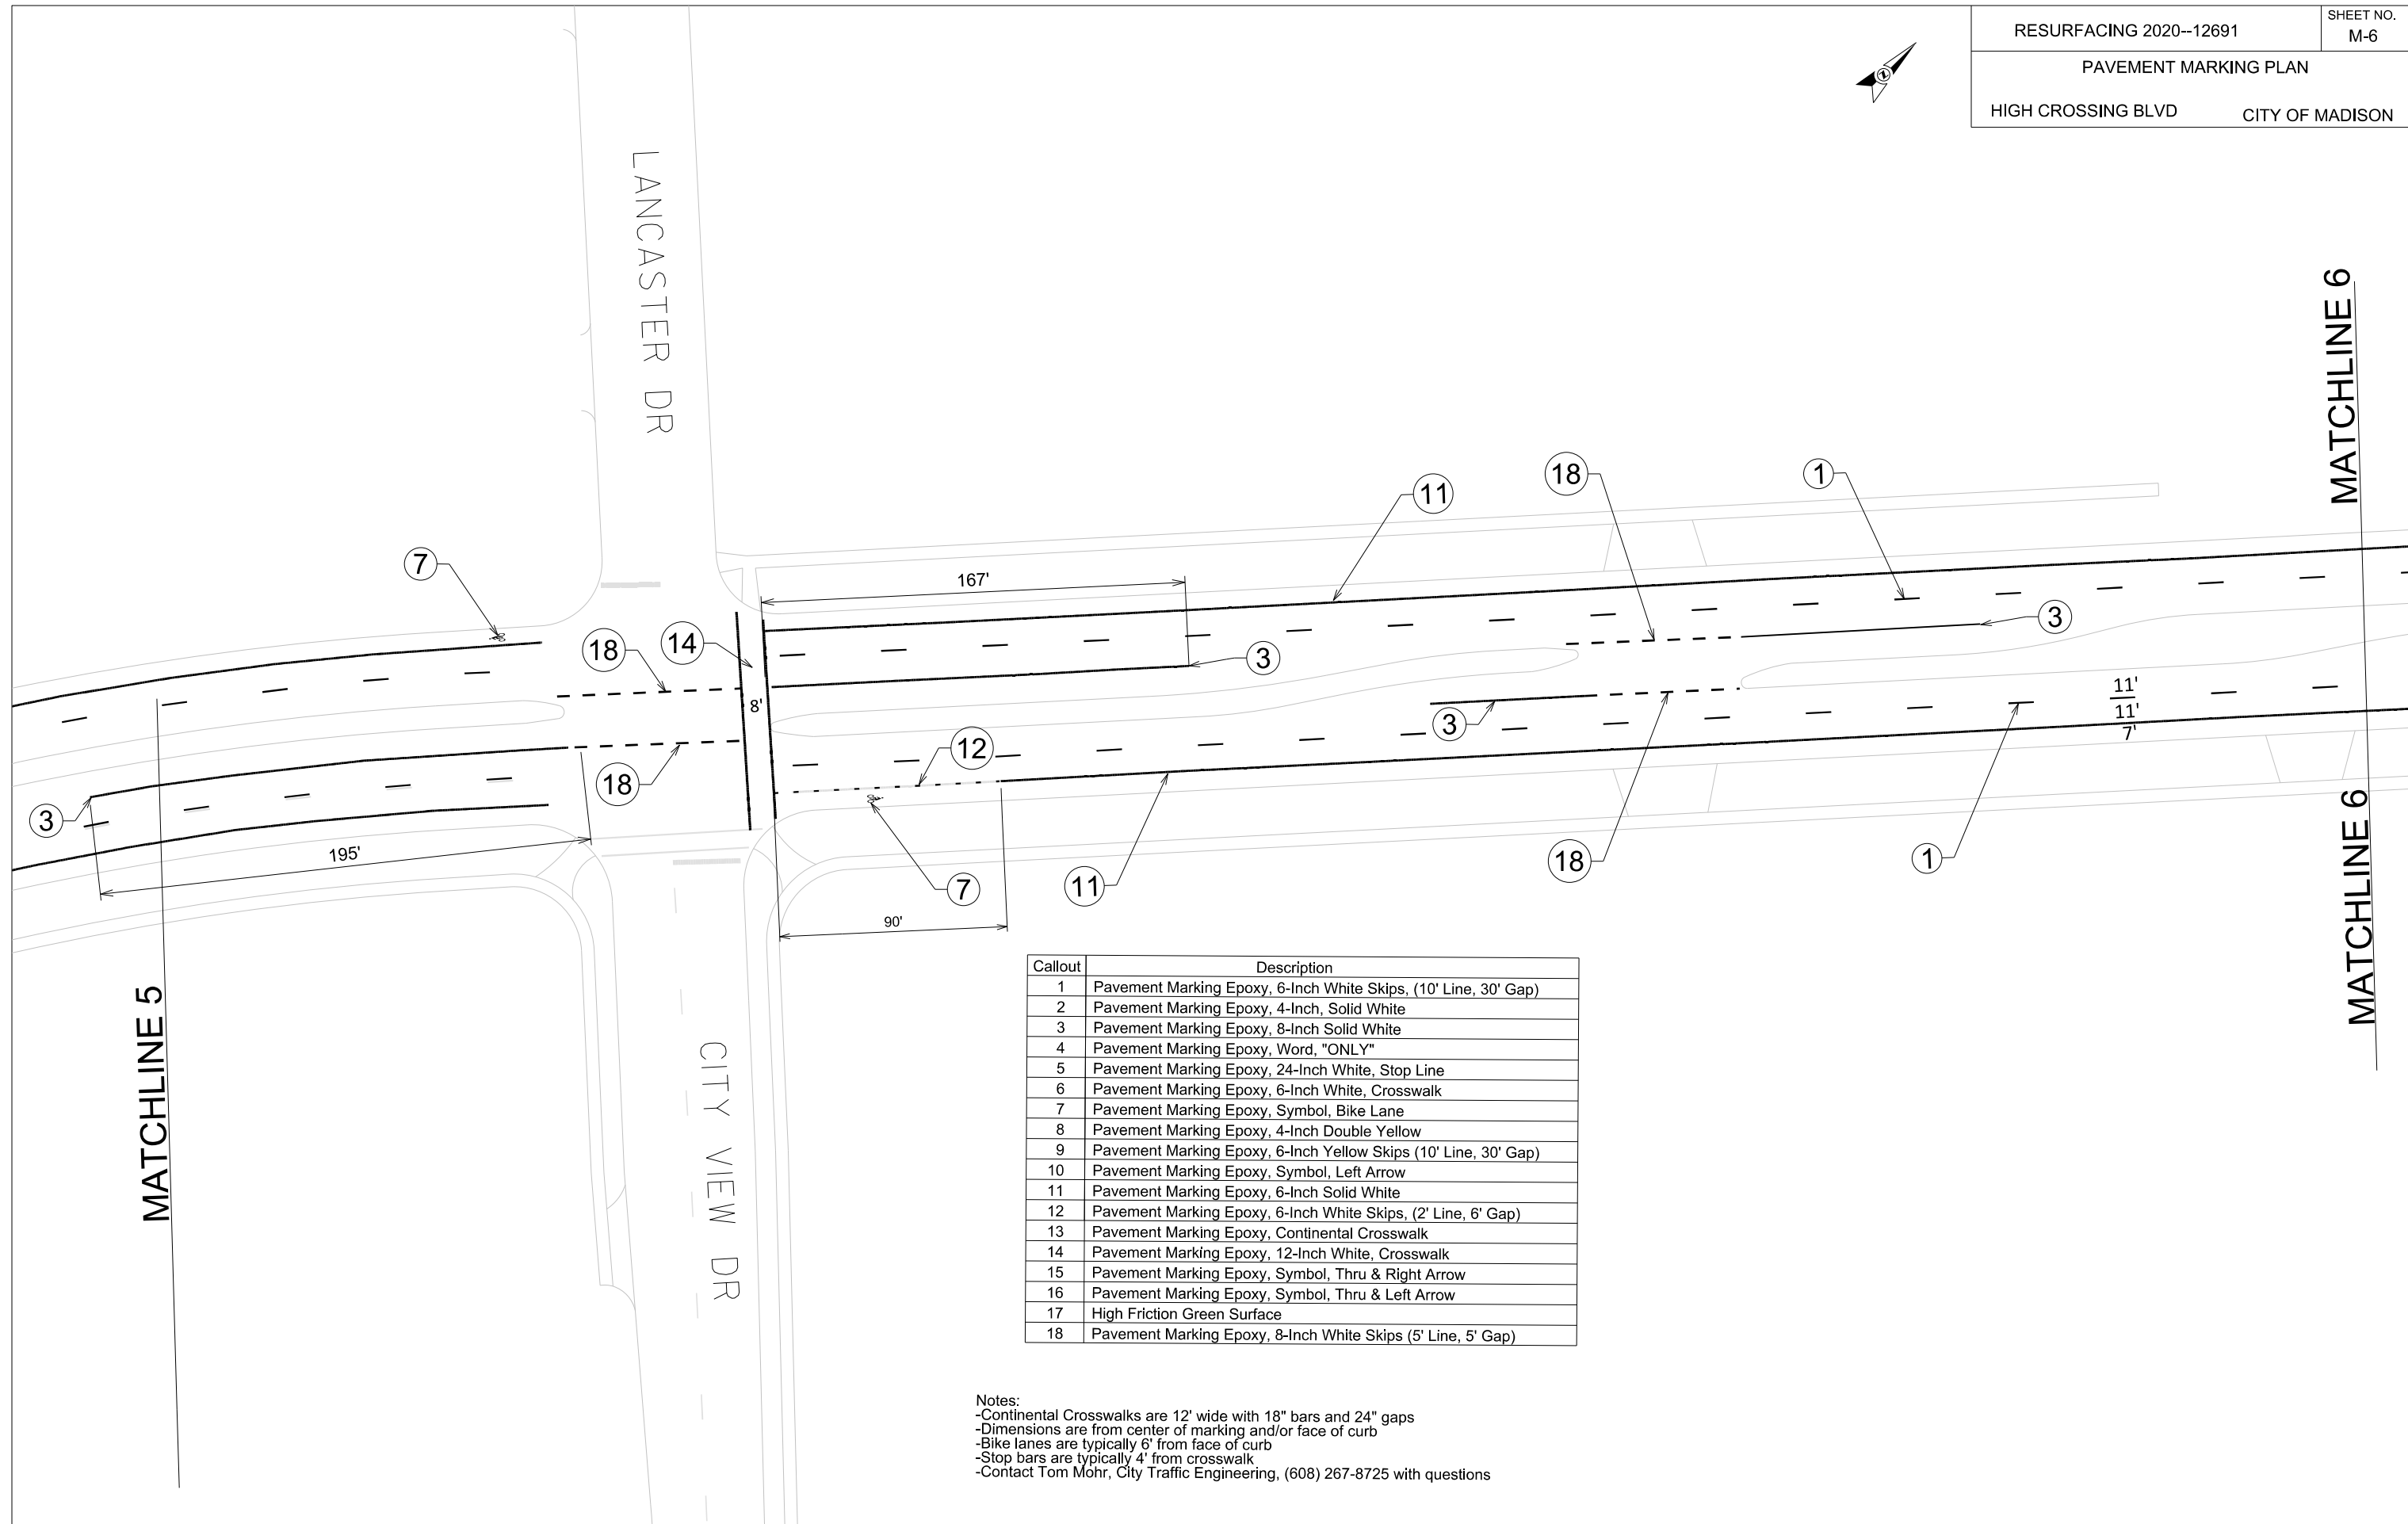 RESURFACING 2020--12691
SHEET NO.
M-6
PAVEMENT MARKING PLAN
HIGH CROSSING BLVD
CITY OF MADISON
LANCASTER DR
MATCHLINE 6
11
18
1
7
167'
18
14
3
3
8'
11'
11'
7'
3
12
18
3
195'
7
11
18
1
90'
MATCHLINE 6
MATCHLINE 5
CITY VIEW DR
Callout Description
1 Pavement Marking Epoxy, 6-Inch White Skips, (10' Line, 30' Gap)
2 Pavement Marking Epoxy, 4-Inch, Solid White
3 Pavement Marking Epoxy, 8-Inch Solid White
4 Pavement Marking Epoxy, Word, "ONLY"
5 Pavement Marking Epoxy, 24-Inch White, Stop Line
6 Pavement Marking Epoxy, 6-Inch White, Crosswalk
7 Pavement Marking Epoxy, Symbol, Bike Lane
8 Pavement Marking Epoxy, 4-Inch Double Yellow
9 Pavement Marking Epoxy, 6-Inch Yellow Skips (10' Line, 30' Gap)
10 Pavement Marking Epoxy, Symbol, Left Arrow
11 Pavement Marking Epoxy, 6-Inch Solid White
12 Pavement Marking Epoxy, 6-Inch White Skips, (2' Line, 6' Gap)
13 Pavement Marking Epoxy, Continental Crosswalk
14 Pavement Marking Epoxy, 12-Inch White, Crosswalk
15 Pavement Marking Epoxy, Symbol, Thru & Right Arrow
16 Pavement Marking Epoxy, Symbol, Thru & Left Arrow
17 High Friction Green Surface
18 Pavement Marking Epoxy, 8-Inch White Skips (5' Line, 5' Gap)
Notes:
-Continental Crosswalks are 12' wide with 18" bars and 24" gaps
-Dimensions are from center of marking and/or face of curb
-Bike lanes are typically 6' from face of curb
-Stop bars are typically 4' from crosswalk
-Contact Tom Mohr, City Traffic Engineering, (608) 267-8725 with questions